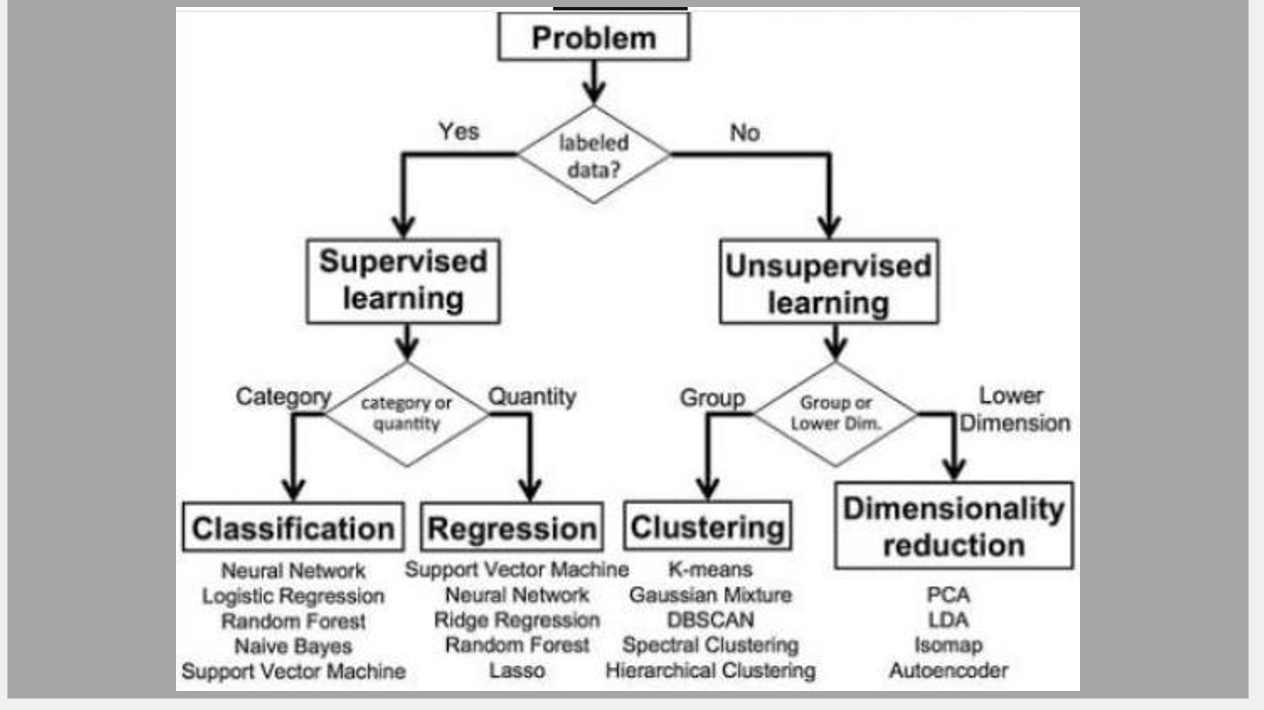 Problem
Yes
labeled
data?
No
Supervised
learning
Unsupervised
learning
Category
category or
quantity
Quantity
Group
Group or
Lower Dim.
Lower
Dimension
Classification
Neural Network
Logistic Regression
Random Forest
Naive Bayes
Support Vector Machine
Regression
Support Vector Machine
Neural Network
Ridge Regression
Random Forest
Lasso
Clustering
K-means
Gaussian Mixture
DBSCAN
Spectral Clustering
Hierarchical Clustering
Dimensionality
reduction
PCA
LDA
Isomap
Autoencoder